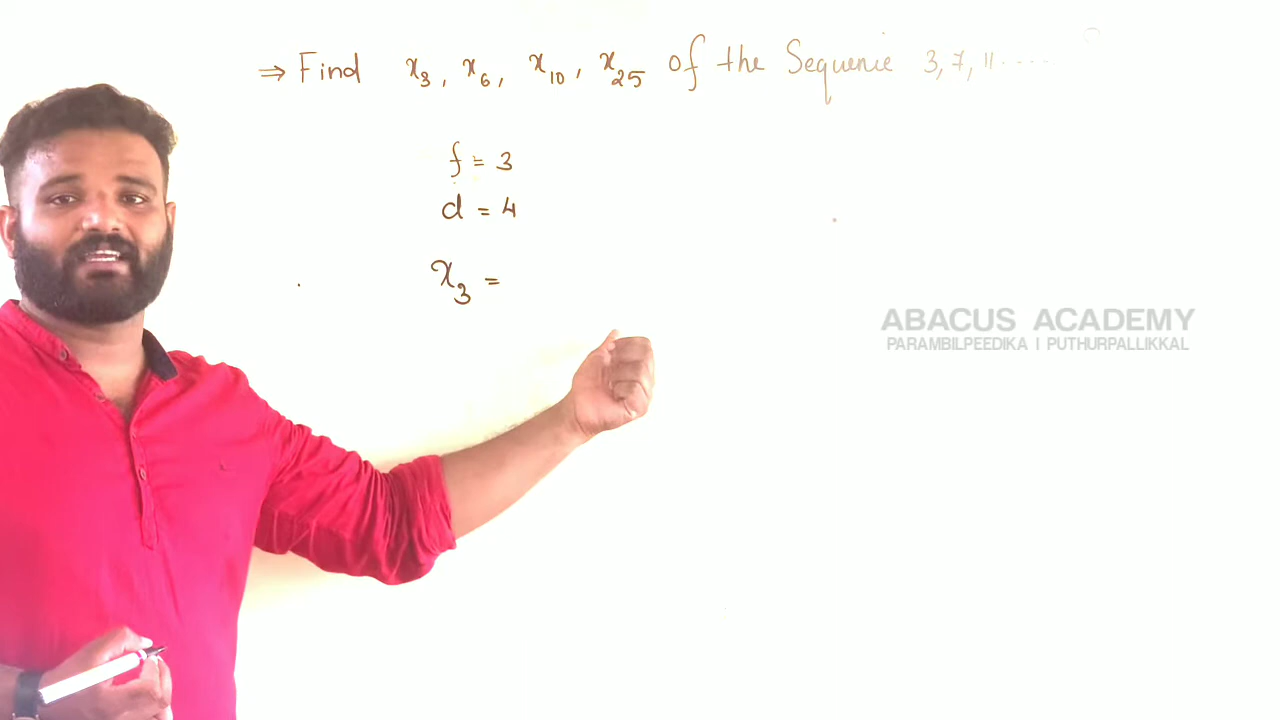 ⇒ Find x₃, x₆, x₁₀, x₂₅ of the Sequence 3, 7, 11 .....
f = 3
d = 4
x₃ =
ABACUS ACADEMY
PARAMBILPEEDIKA I PUTHURPALLIKKAL